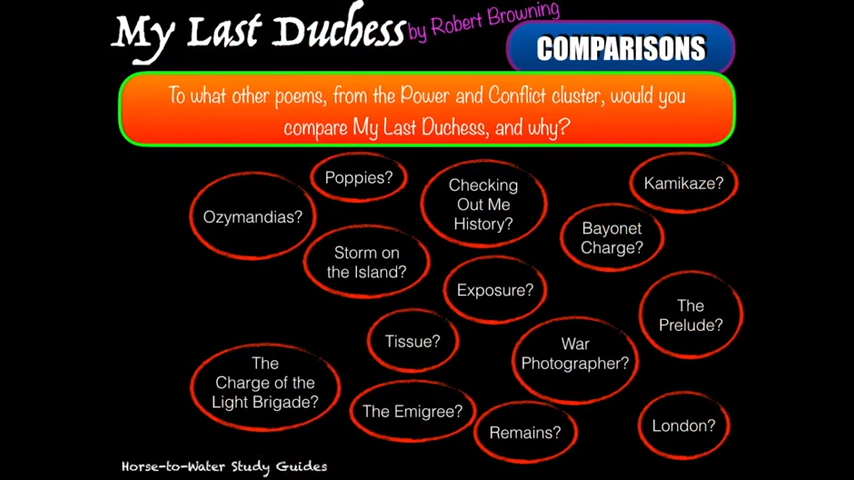 My Last Duchess by Robert Browning
COMPARISONS
To what other poems, from the Power and Conflict cluster, would you
compare My Last Duchess, and why?
Ozymandias?
Poppies?
Checking
Out Me
History?
Kamikaze?
Storm on
the Island?
Bayonet
Charge?
Exposure?
The
Prelude?
Tissue?
War
Photographer?
The
Charge of the
Light Brigade?
The Emigree?
Remains?
London?
Horse-to-Water Study Guides